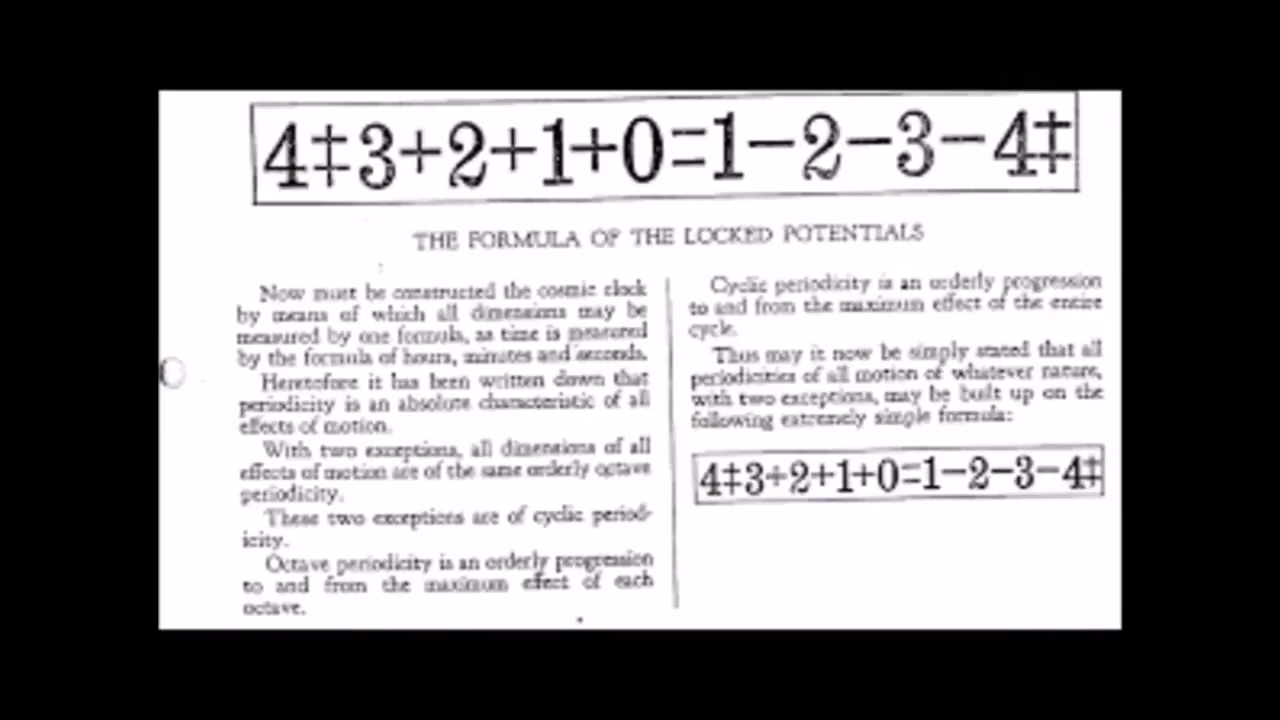 4‡3+2+1+0=1−2−3−4‡
THE FORMULA OF THE LOCKED POTENTIALS
Now must be constructed the cosmic clock
by means of which all dimensions may be
measured by one formula, as time is measured
by the formula of hours, minutes and seconds.
Heretofore it has been written down that
periodicity is an absolute characteristic of all
effects of motion.
With two exceptions, all dimensions of all
effects of motion are of the same orderly octave
periodicity.
These two exceptions are of cyclic period-
icity.
Octave periodicity is an orderly progression
to and from the maximum effect of each
octave.
Cyclic periodicity is an orderly progression
to and from the maximum effect of the entire
cycle.
Thus may it now be simply stated that all
periodicities of all motion of whatever nature,
with two exceptions, may be built up on the
following extremely simple formula:
4‡3+2+1+0=1−2−3−4‡